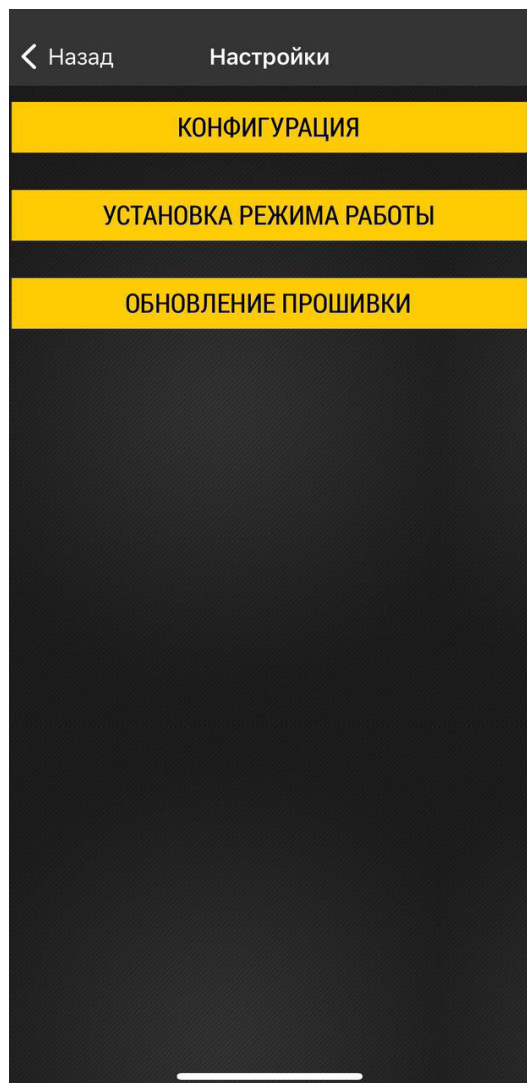 Назад Настройки
КОНФИГУРАЦИЯ
УСТАНОВКА РЕЖИМА РАБОТЫ
ОБНОВЛЕНИЕ ПРОШИВКИ